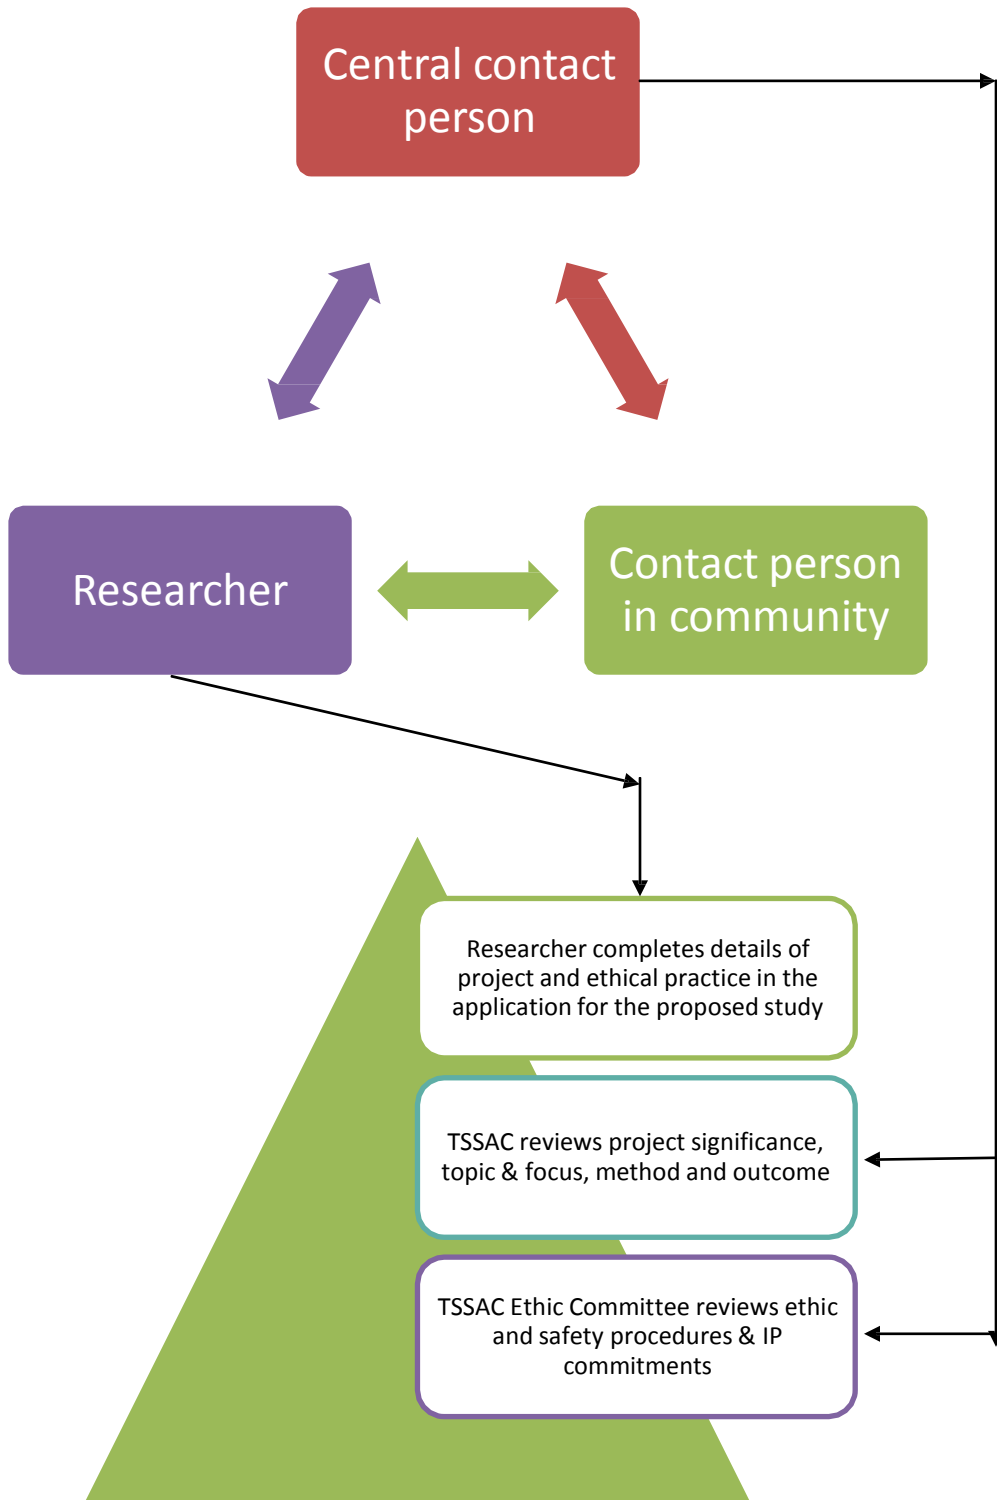 Central contact
person
Researcher
Contact person
in community
Researcher completes details of
project and ethical practice in the
application for the proposed study
TSSAC reviews project significance,
topic & focus, method and outcome
TSSAC Ethic Committee reviews ethic
and safety procedures & IP
commitments